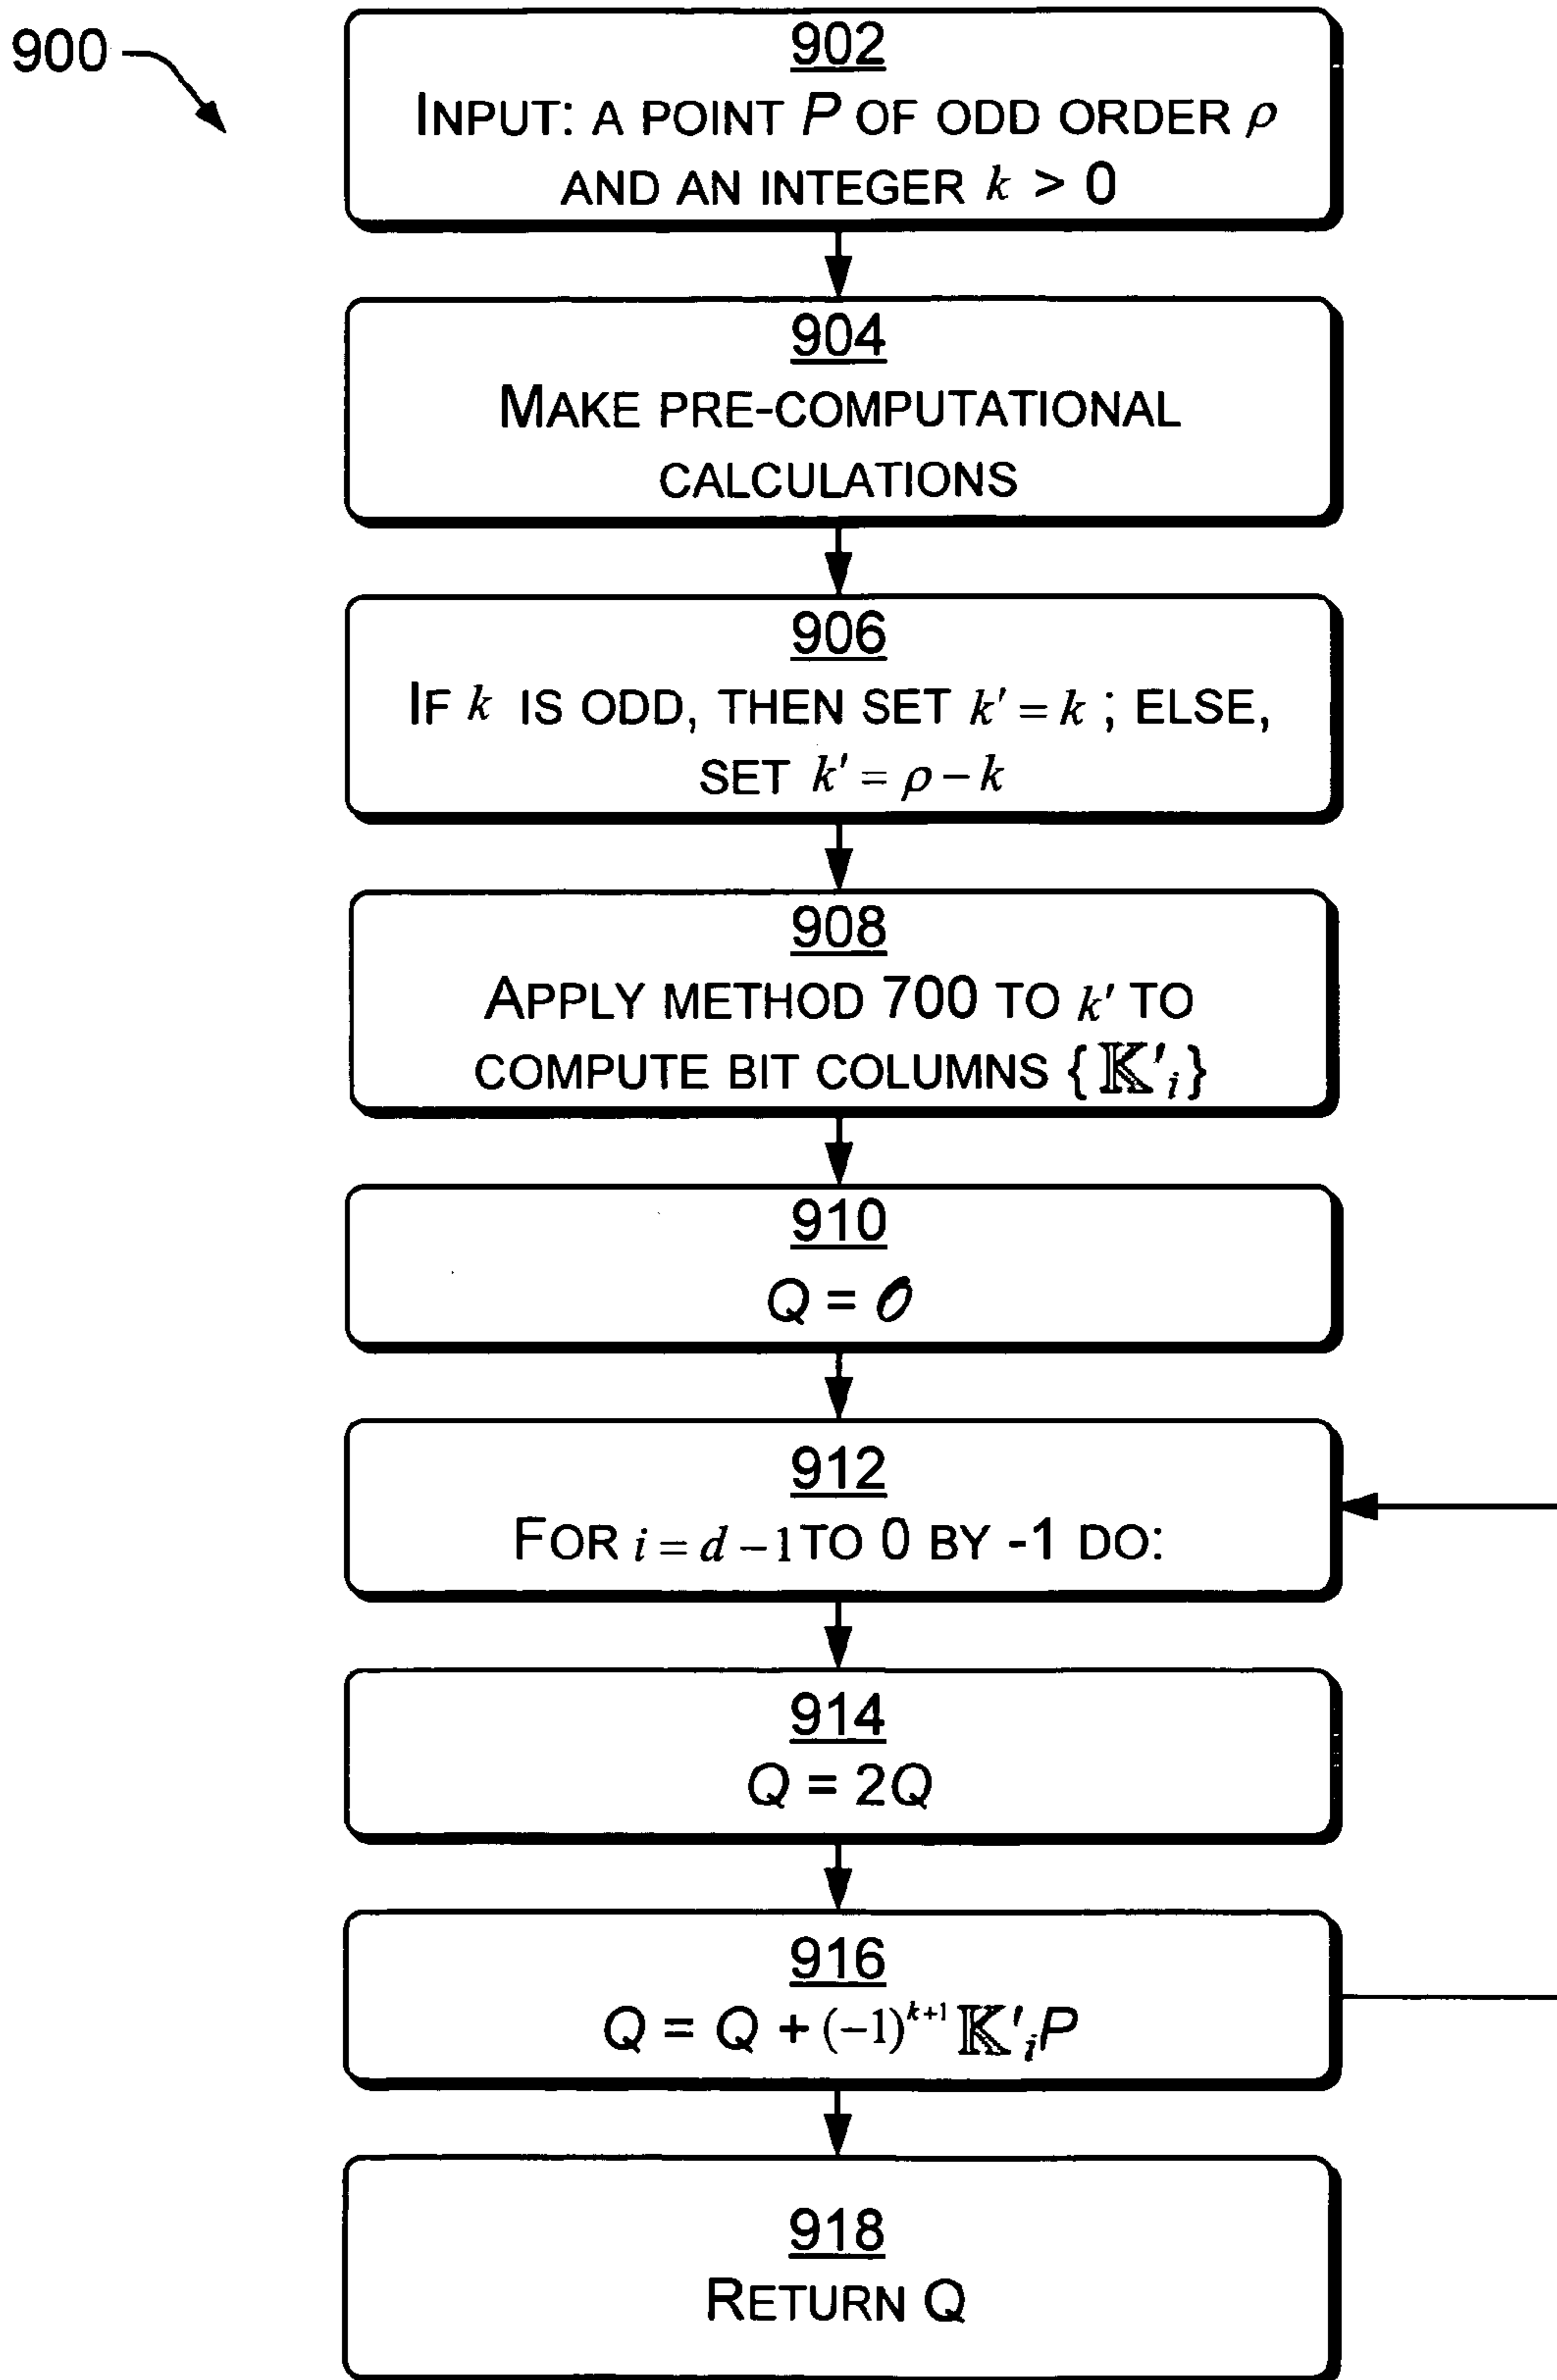 900
902
INPUT: A POINT P OF ODD ORDER ρ
AND AN INTEGER k > 0
904
MAKE PRE-COMPUTATIONAL
CALCULATIONS
906
IF k IS ODD, THEN SET k′ = k ; ELSE,
SET k′ = ρ − k
908
APPLY METHOD 700 TO k′ TO
COMPUTE BIT COLUMNS {𝕂′ᵢ}
910
Q = 𝒪
912
FOR i = d − 1 TO 0 BY -1 DO:
914
Q = 2Q
916
Q = Q + (−1)ᵏ⁺¹ 𝕂′ᵢP
918
RETURN Q